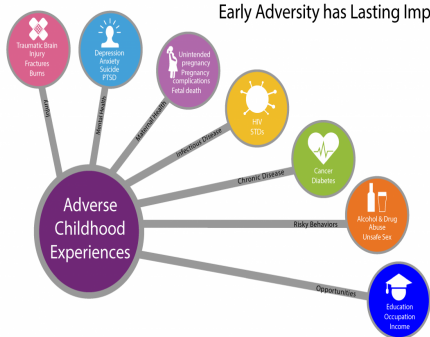 Early Adversity has Lasting Imp
Traumatic Brain
Injury
Fractures
Burns
Injury
Depression
Anxiety
Suicide
PTSD
Mental Health
Unintended
pregnancy
Pregnancy
complications
Fetal death
Maternal Health
HIV
STDs
Infectious Disease
Cancer
Diabetes
Chronic Disease
Alcohol & Drug
Abuse
Unsafe Sex
Risky Behaviors
Education
Occupation
Income
Opportunities
Adverse
Childhood
Experiences